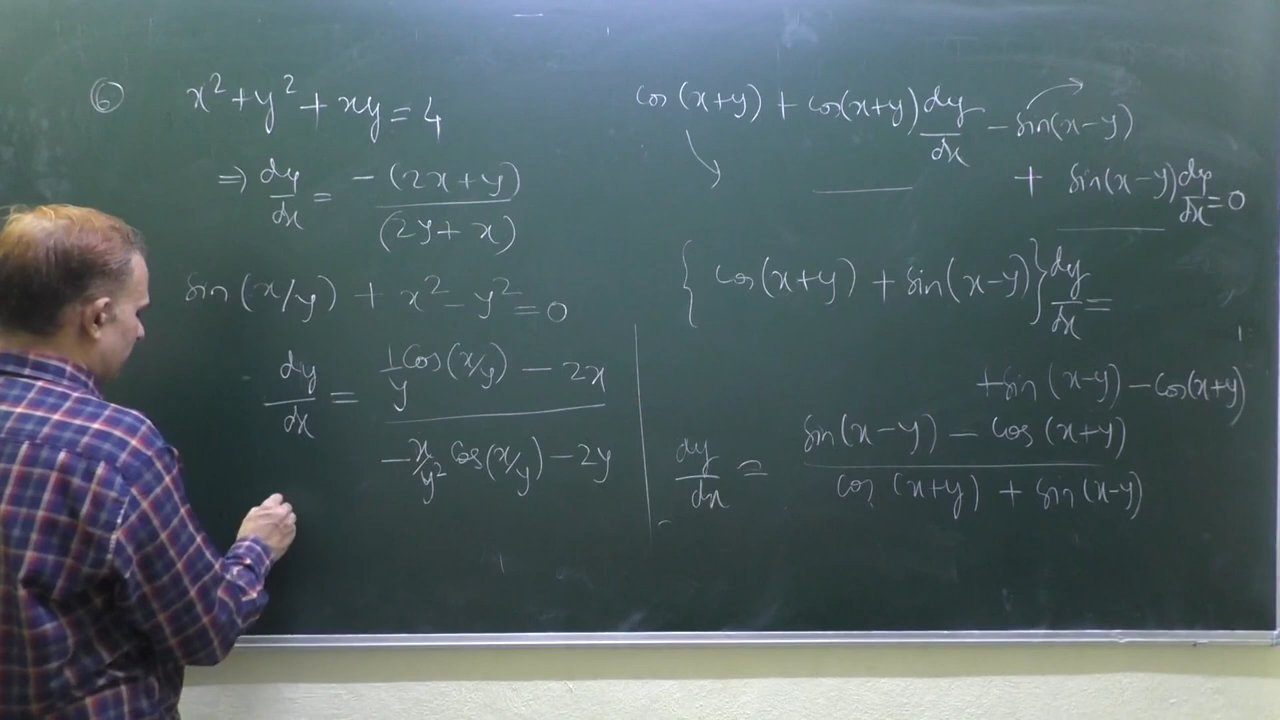 ⑥ x² + y² + xy = 4
⇒ dy/dx = -(2x+y)/(2y+x)
sin(x/y) + x² - y² = 0
dy/dx = (1/y cos(x/y) - 2x)/(-x/y² cos(x/y) - 2y)
cos(x+y) + cos(x+y) dy/dx - sin(x-y)
+ sin(x-y) dy/dx = 0
{cos(x+y) + sin(x-y)} dy/dx =
+sin(x-y) - cos(x+y)
dy/dx = (sin(x-y) - cos(x+y))/(cos(x+y) + sin(x-y))